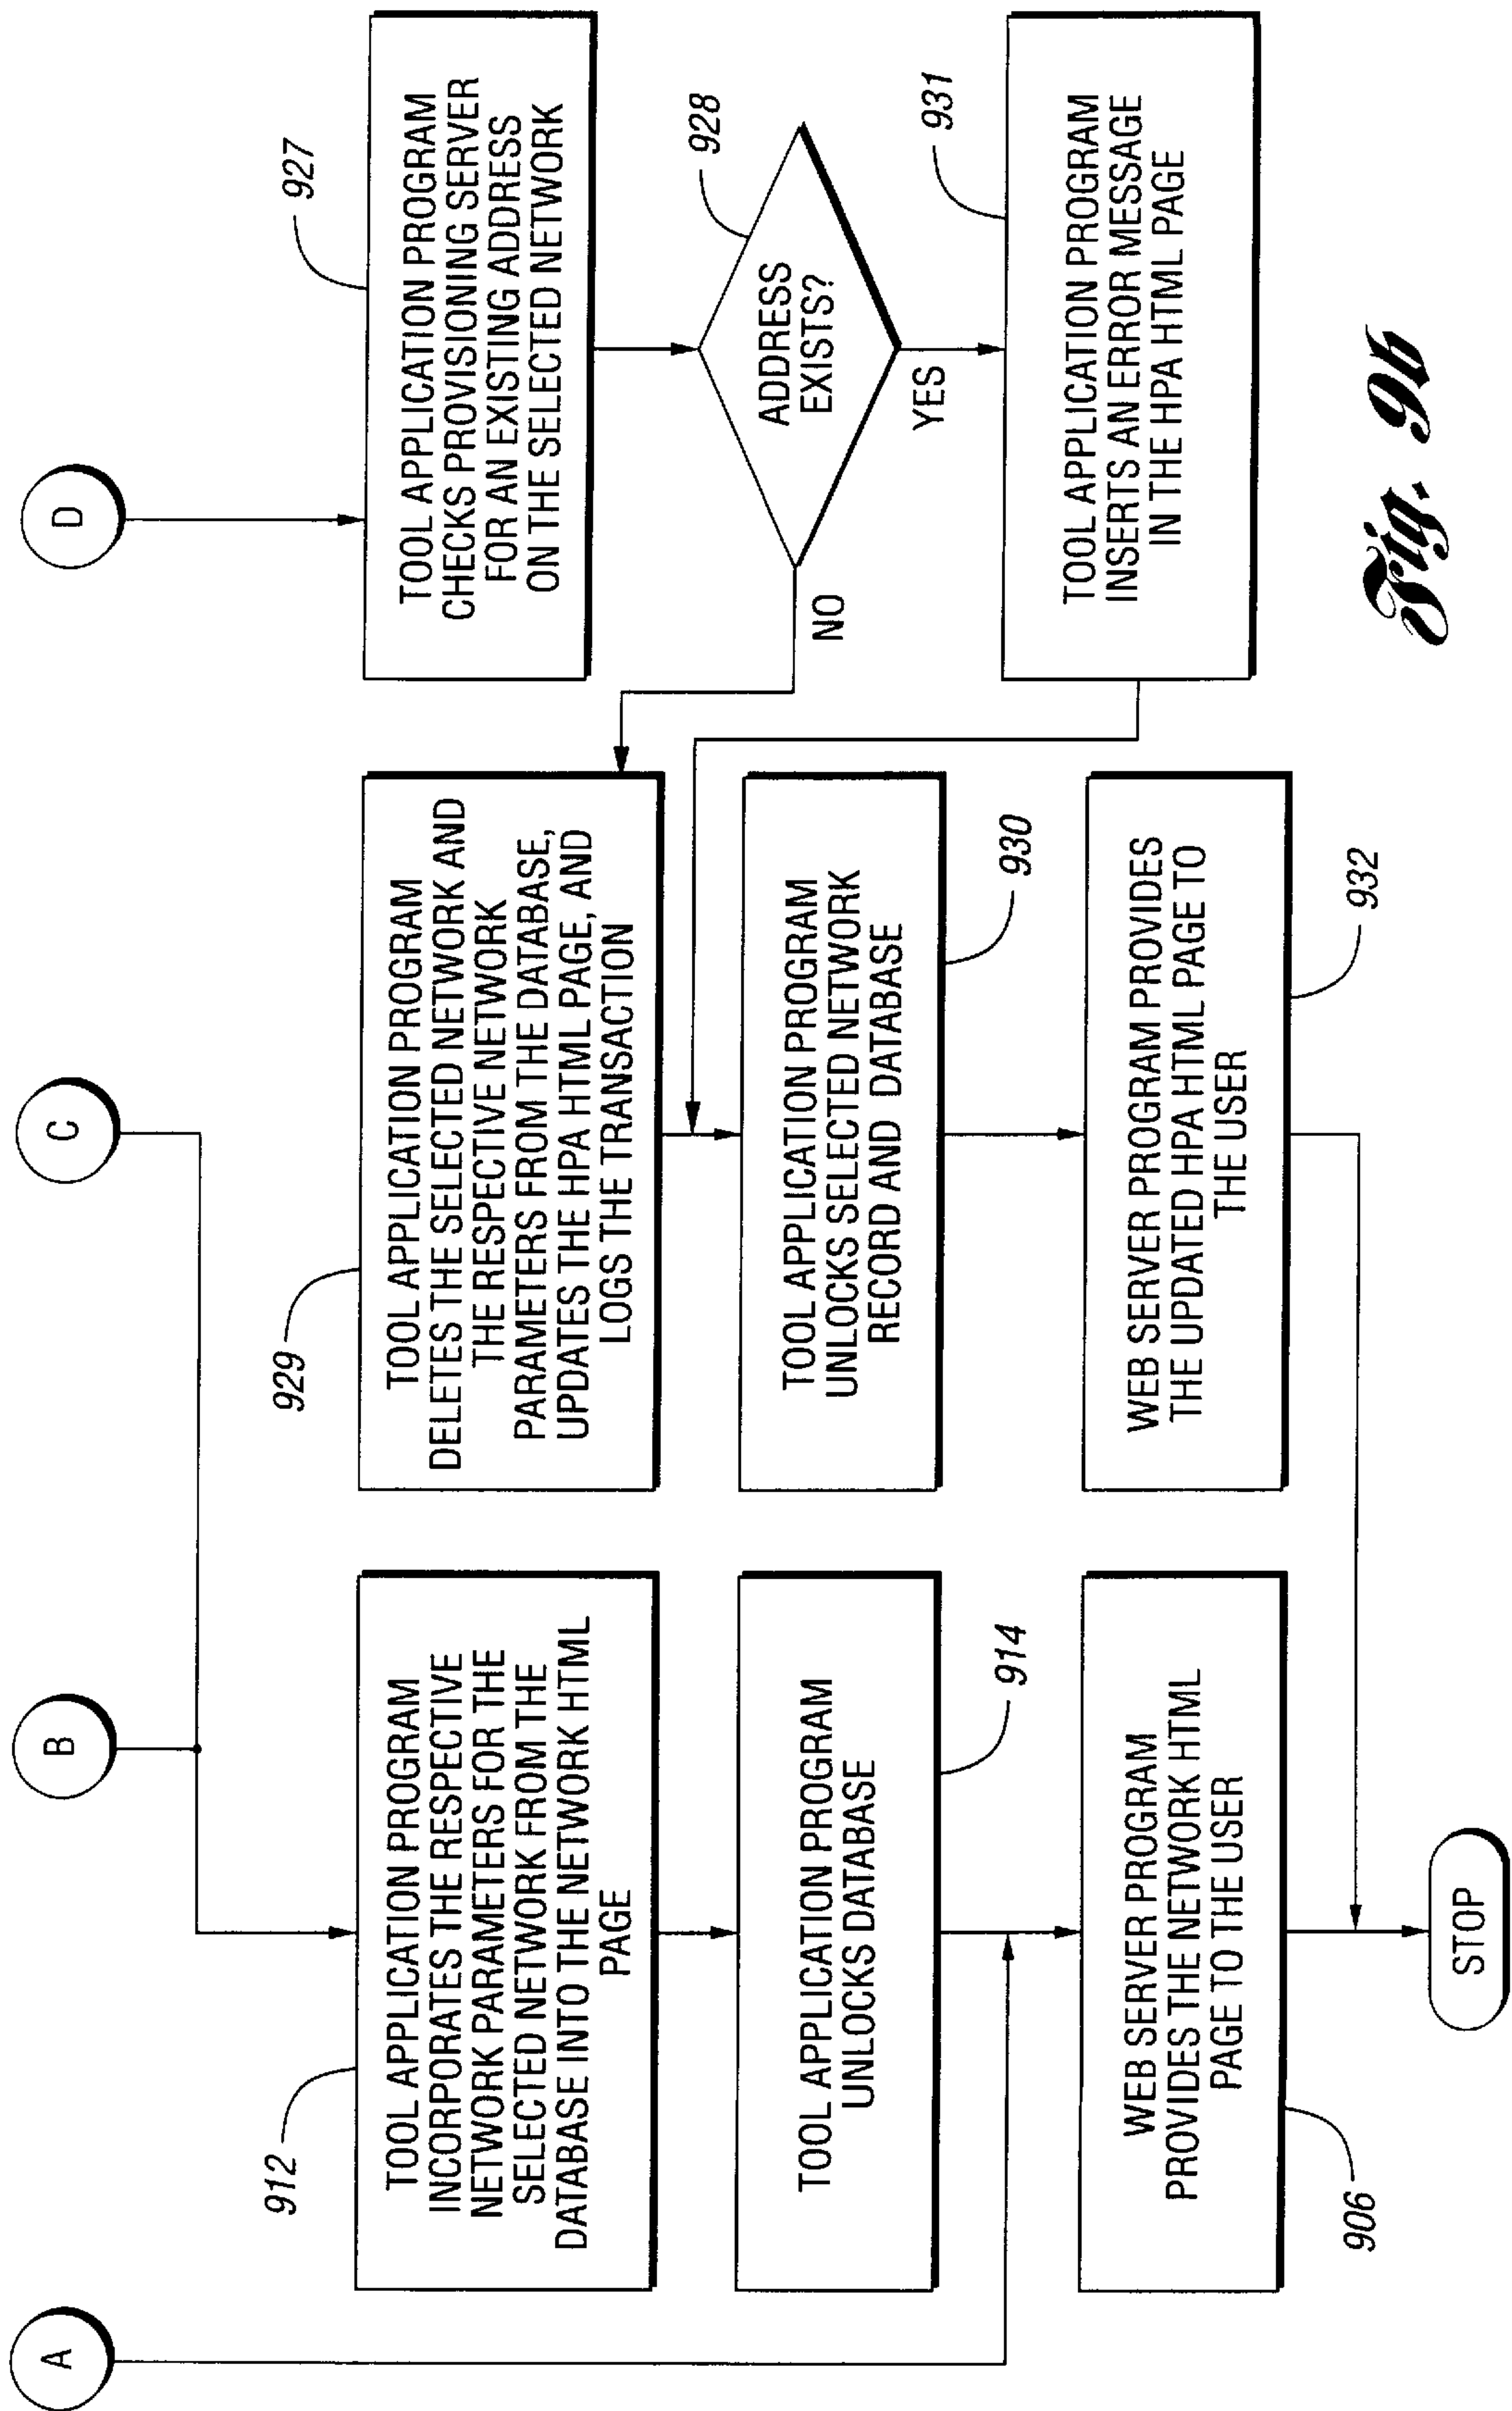 A
B
C
D
912
TOOL APPLICATION PROGRAM
INCORPORATES THE RESPECTIVE
NETWORK PARAMETERS FOR THE
SELECTED NETWORK FROM THE
DATABASE INTO THE NETWORK HTML
PAGE
TOOL APPLICATION PROGRAM
UNLOCKS DATABASE
914
WEB SERVER PROGRAM
PROVIDES THE NETWORK HTML
PAGE TO THE USER
906
STOP
929
TOOL APPLICATION PROGRAM
DELETES THE SELECTED NETWORK AND
THE RESPECTIVE NETWORK
PARAMETERS FROM THE DATABASE,
UPDATES THE HPA HTML PAGE, AND
LOGS THE TRANSACTION
TOOL APPLICATION PROGRAM
UNLOCKS SELECTED NETWORK
RECORD AND DATABASE
930
WEB SERVER PROGRAM PROVIDES
THE UPDATED HPA HTML PAGE TO
THE USER
932
927
TOOL APPLICATION PROGRAM
CHECKS PROVISIONING SERVER
FOR AN EXISTING ADDRESS
ON THE SELECTED NETWORK
928
ADDRESS
EXISTS?
NO
YES
931
TOOL APPLICATION PROGRAM
INSERTS AN ERROR MESSAGE
IN THE HPA HTML PAGE
Fig. 9b